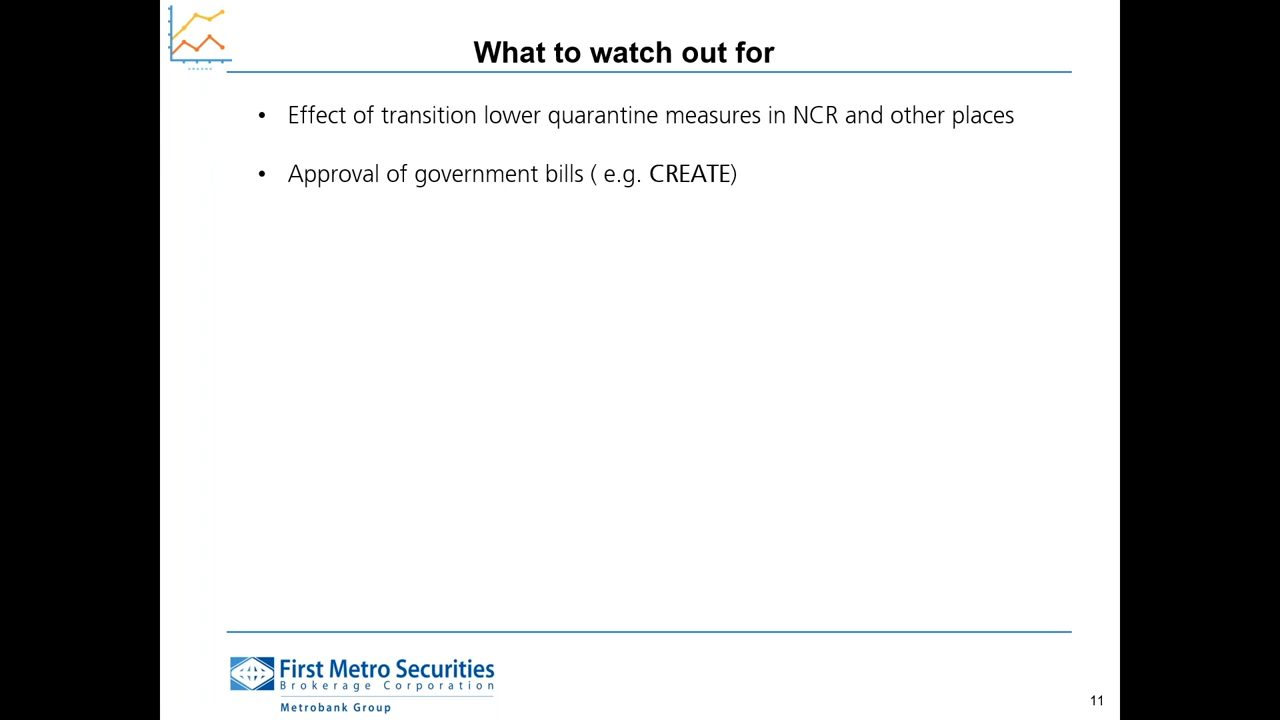 What to watch out for
• Effect of transition lower quarantine measures in NCR and other places
• Approval of government bills ( e.g. CREATE)
First Metro Securities
Brokerage Corporation
Metrobank Group
11